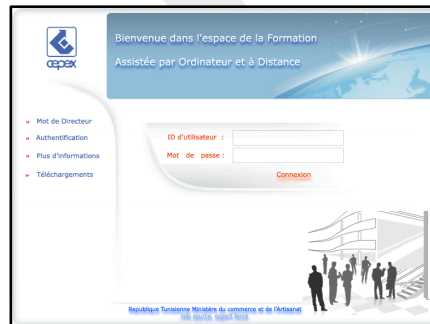 cepex
Bienvenue dans l'espace de la Formation
Assistée par Ordinateur et à Distance
» Mot de Directeur
» Authentification
» Plus d'informations
» Téléchargements
ID d'utilisateur :
Mot de passe :
Connexion
Republique Tunisienne Ministère du commerce et de l'Artisanat